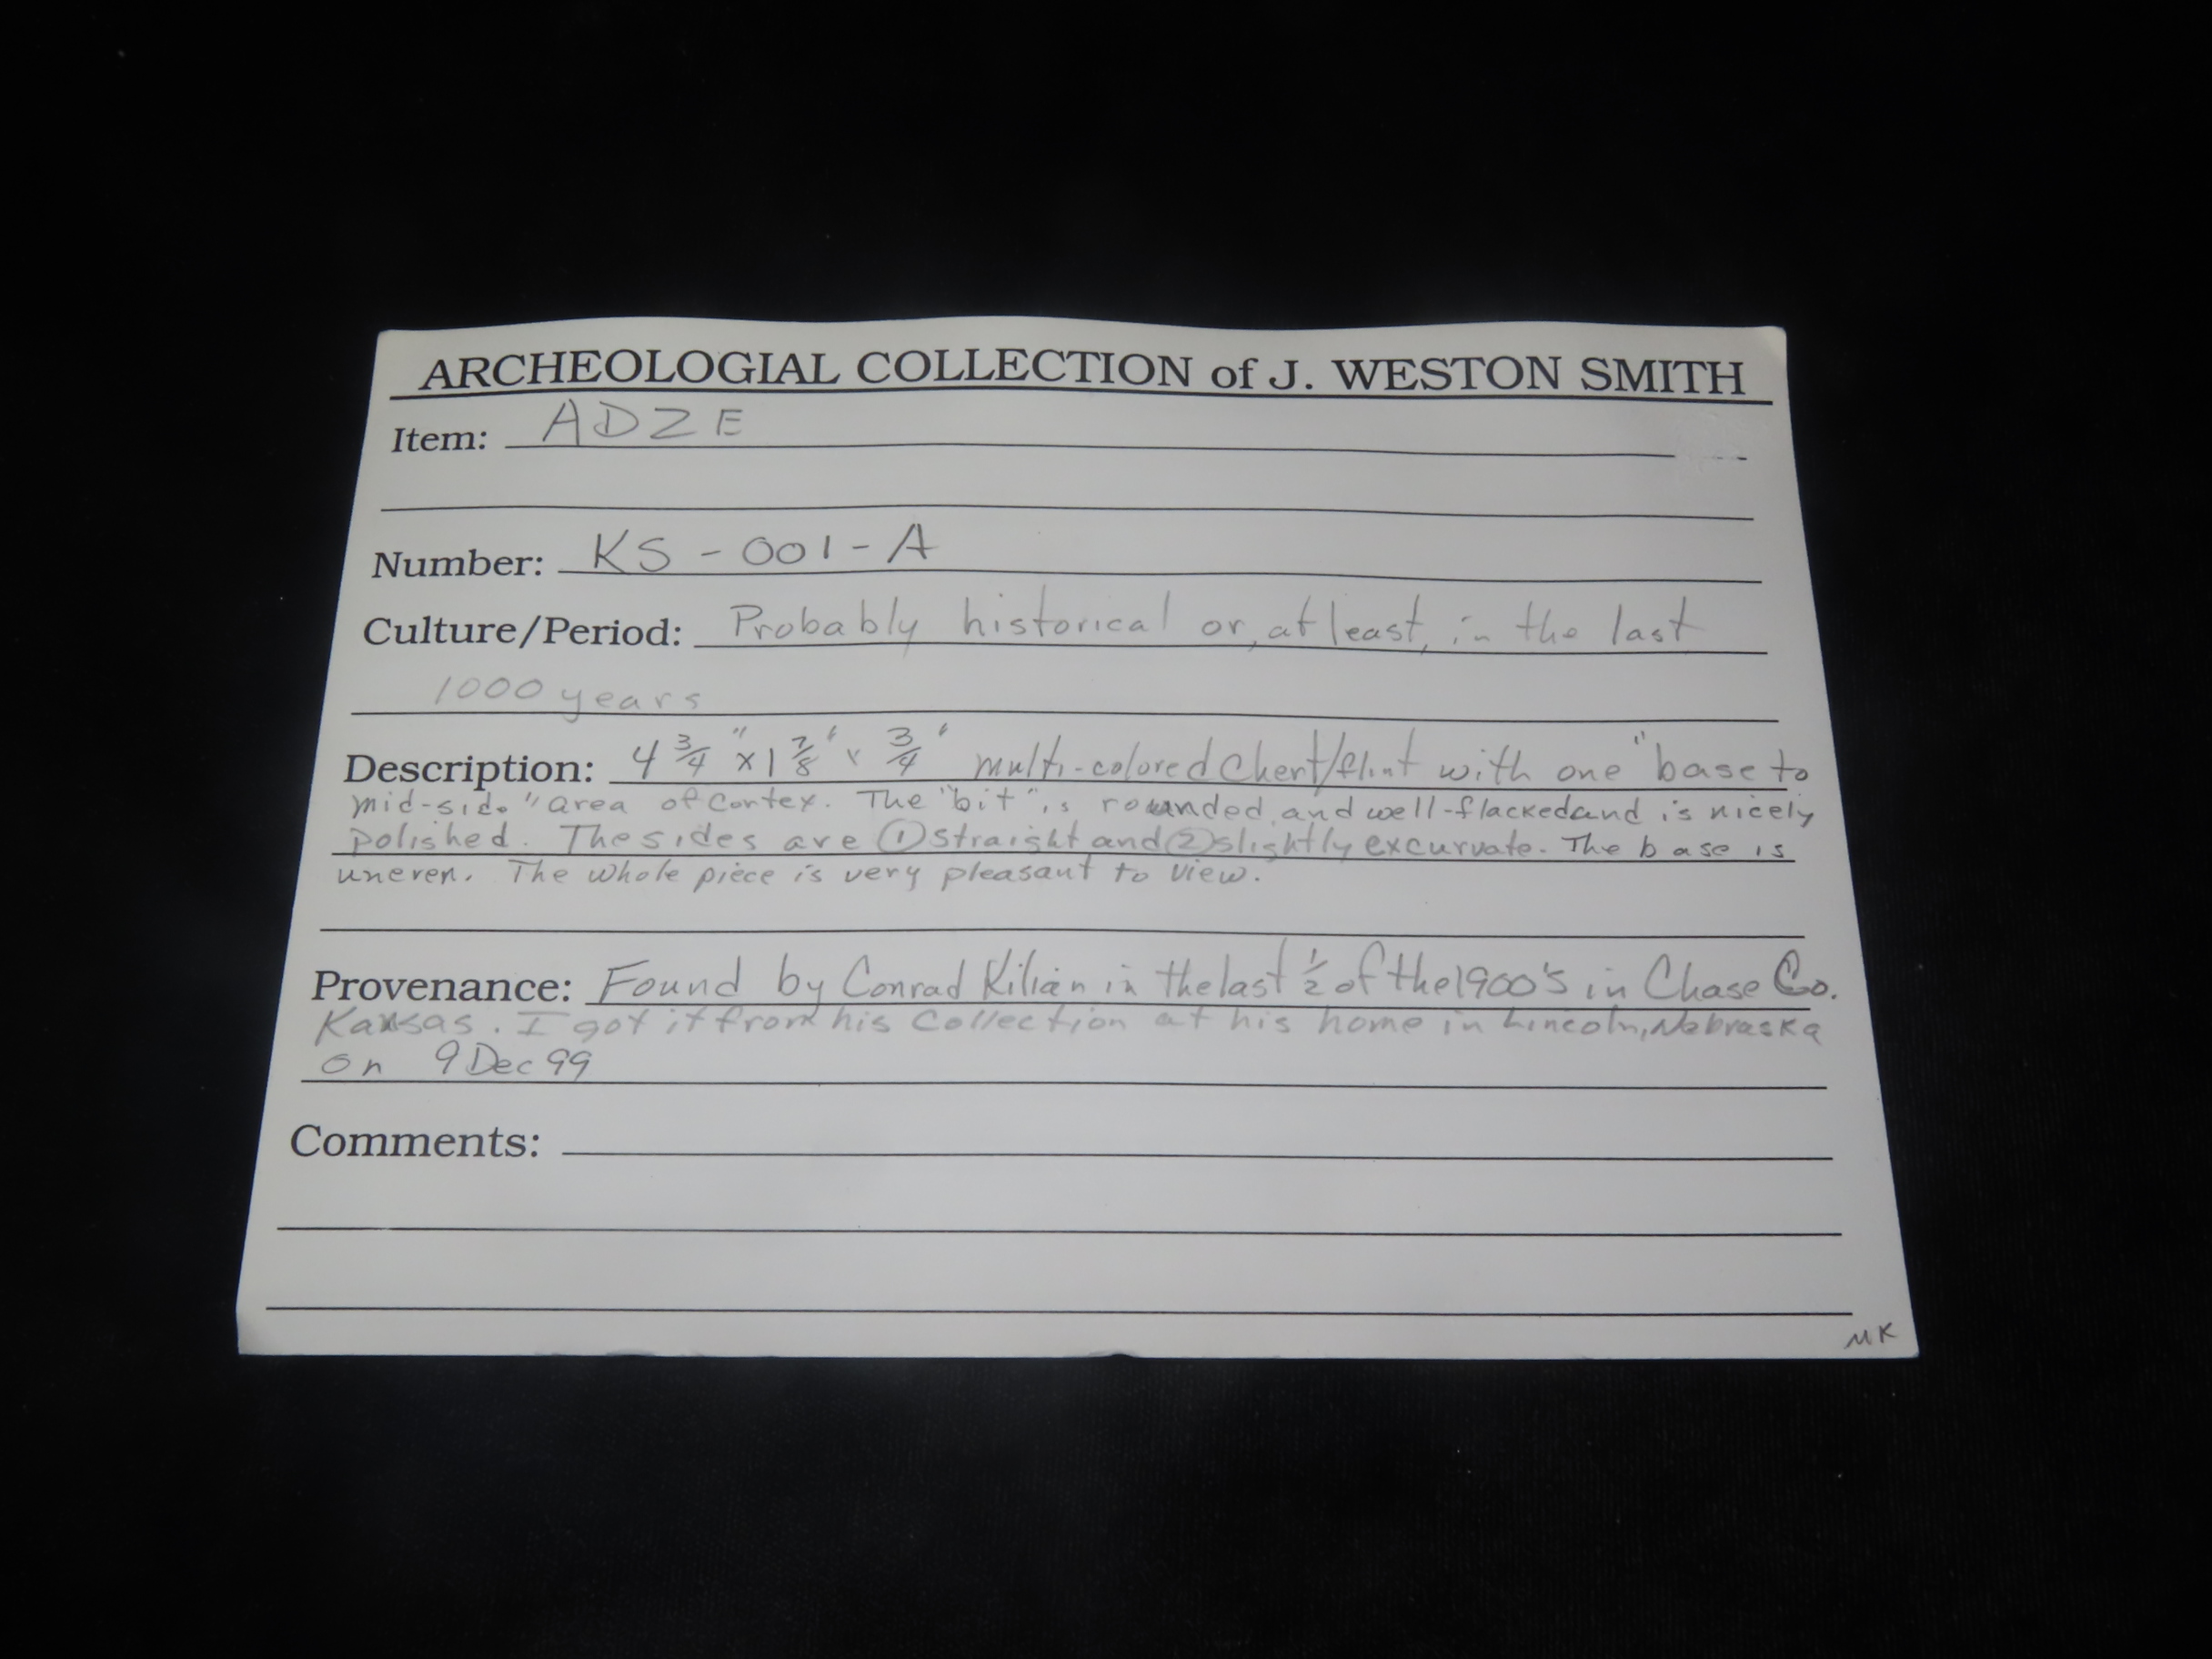 ARCHEOLOGIAL COLLECTION of J. WESTON SMITH
Item: ADZE
Number: KS-001-A
Culture/Period: Probably historical or, at least, in the last
1000 years
Description: 4 3/4" x 1 7/8" x 3/4" multi-colored Chert/flint with one "base to
mid-side" area of cortex. The "bit" is rounded, and well-flacked and is nicely
polished. The sides are ① straight and ② slightly excurvate. The base is
uneven. The whole piece is very pleasant to view.
Provenance: Found by Conrad Kilian in the last 1/2 of the 1900's in Chase Co.
Kansas. I got it from his collection at his home in Lincoln, Nebraska
on 9 Dec 99
Comments:
MK